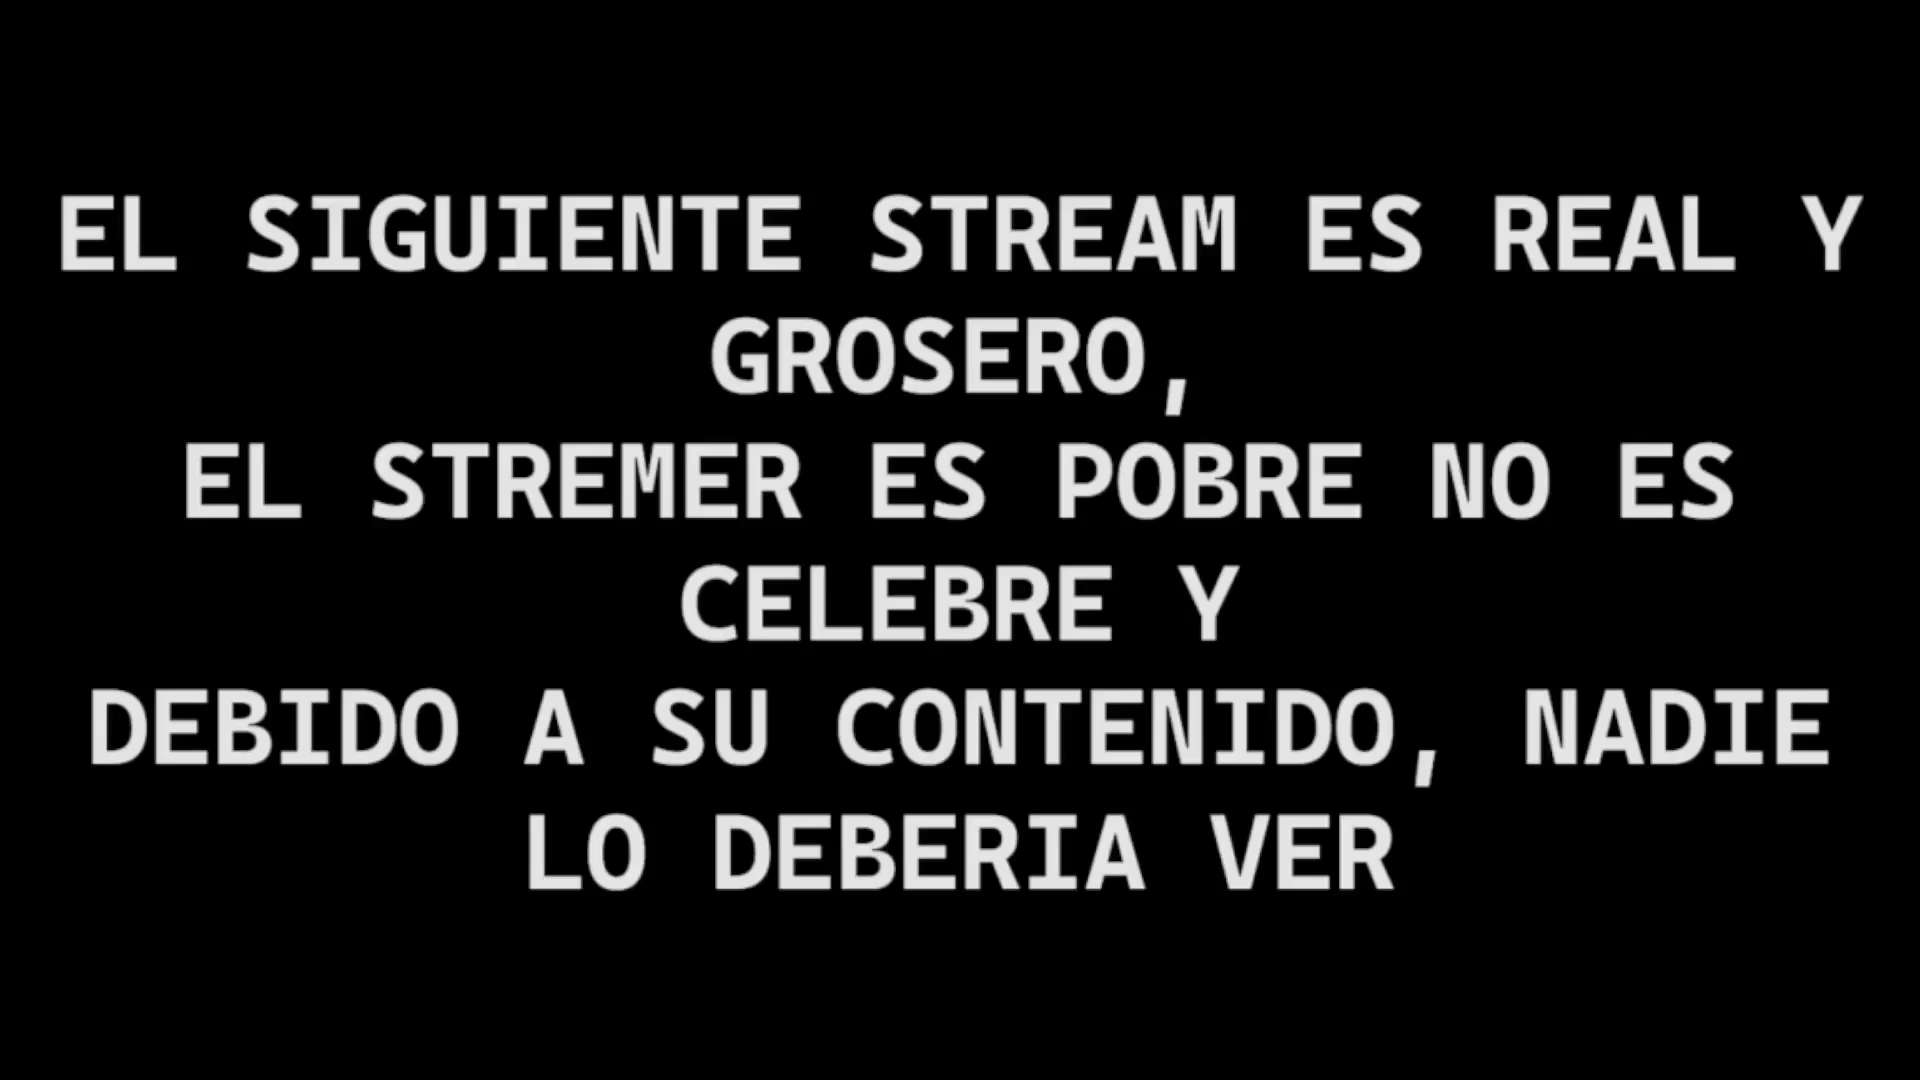 EL SIGUIENTE STREAM ES REAL Y
GROSERO,
EL STREMER ES POBRE NO ES
CELEBRE Y
DEBIDO A SU CONTENIDO, NADIE
LO DEBERIA VER